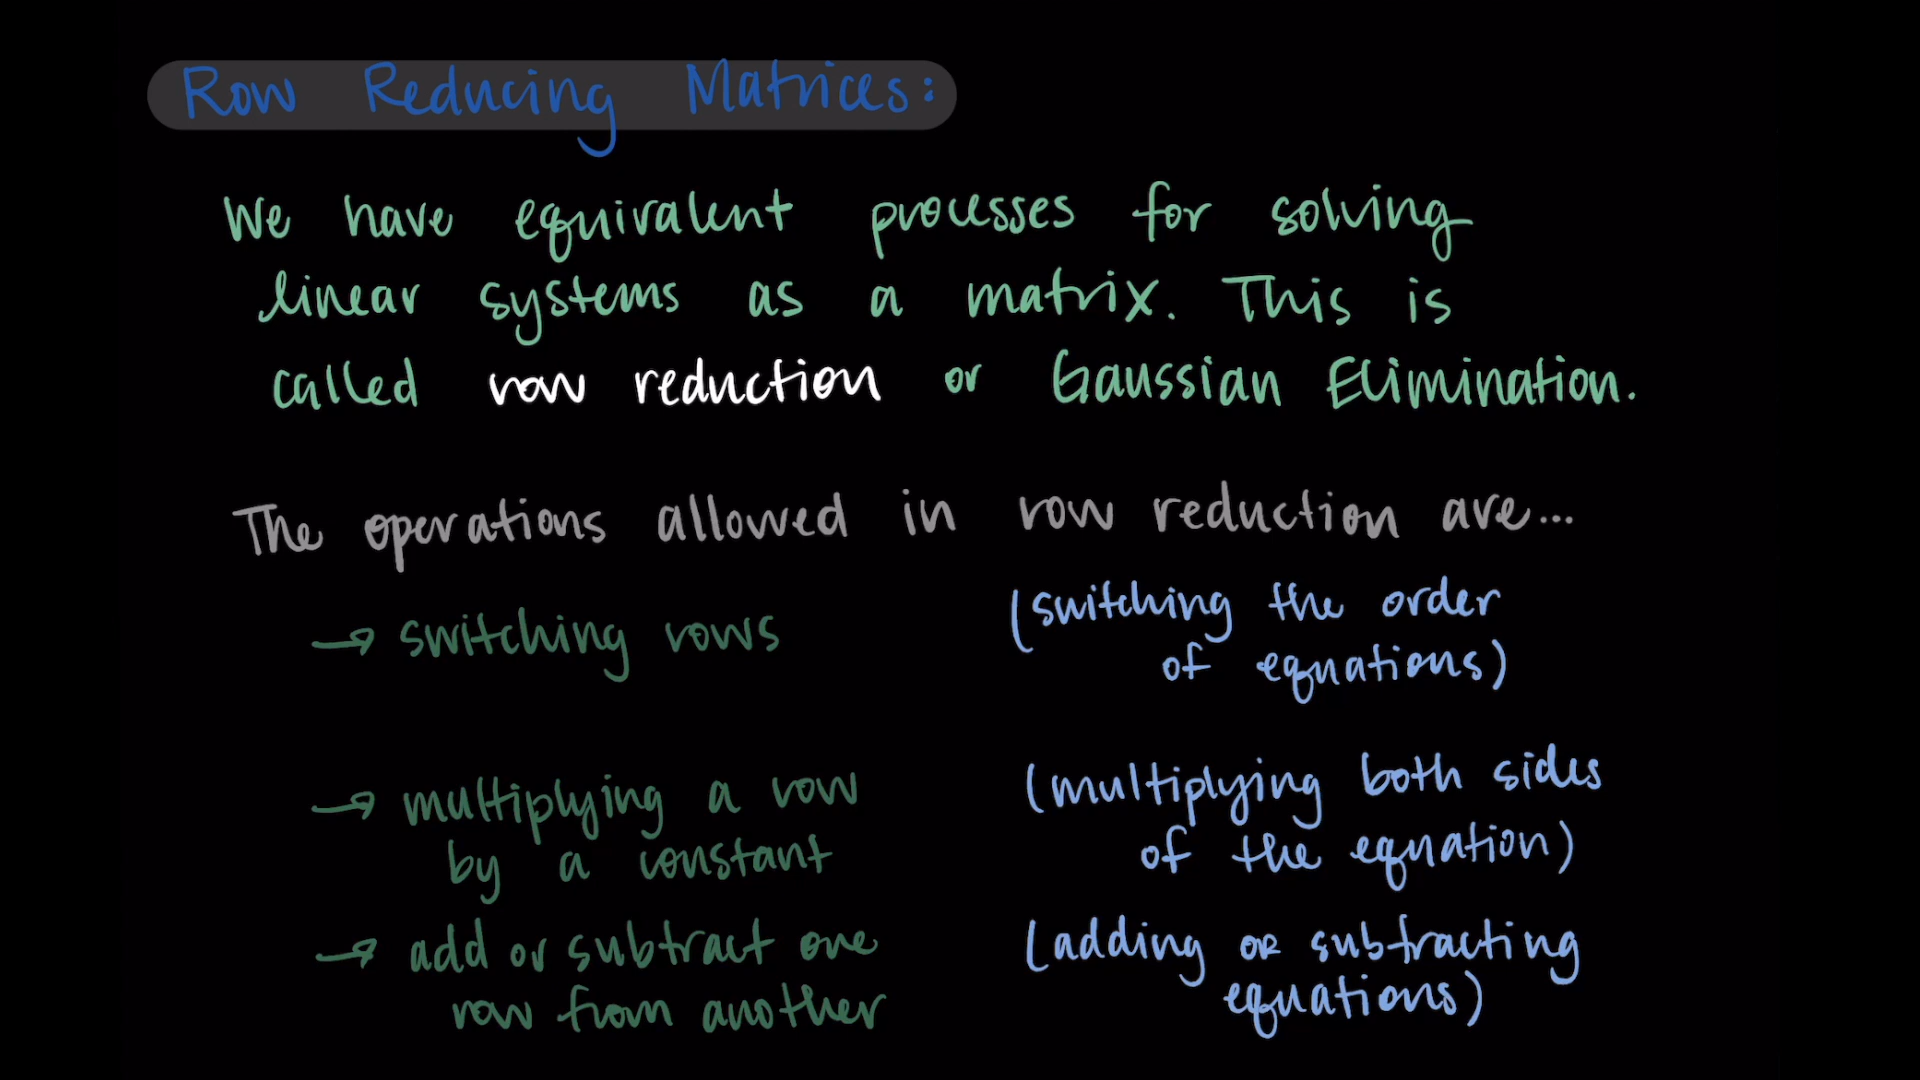 Row Reducing Matrices:
We have equivalent processes for solving
linear systems as a matrix. This is
called row reduction or Gaussian Elimination.
The operations allowed in row reduction are...
→ switching rows
(switching the order
of equations)
→ multiplying a row
by a constant
(multiplying both sides
of the equation)
→ add or subtract one
row from another
(adding or subtracting
equations)